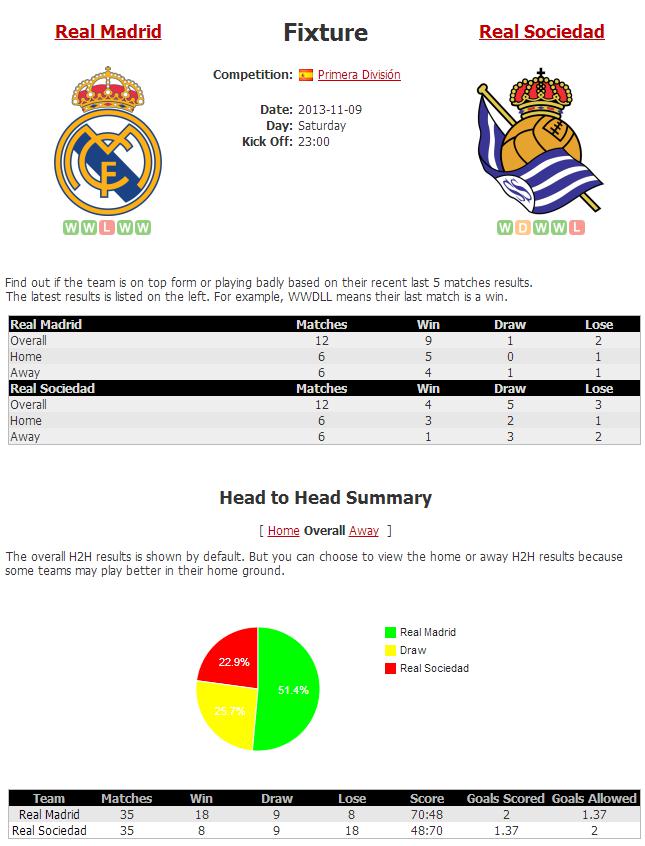 Real Madrid
Fixture
Real Sociedad
Competition: Primera División
Date: 2013-11-09
Day: Saturday
Kick Off: 23:00
W W L W W
W D W W L
Find out if the team is on top form or playing badly based on their recent last 5 matches results.
The latest results is listed on the left. For example, WWDLL means their last match is a win.
Real Madrid Matches Win Draw Lose
Overall 12 9 1 2
Home 6 5 0 1
Away 6 4 1 1
Real Sociedad Matches Win Draw Lose
Overall 12 4 5 3
Home 6 3 2 1
Away 6 1 3 2
Head to Head Summary
[ Home Overall Away ]
The overall H2H results is shown by default. But you can choose to view the home or away H2H results because
some teams may play better in their home ground.
Real Madrid
Draw
Real Sociedad
22.9%
51.4%
25.7%
Team Matches Win Draw Lose Score Goals Scored Goals Allowed
Real Madrid 35 18 9 8 70:48 2 1.37
Real Sociedad 35 8 9 18 48:70 1.37 2